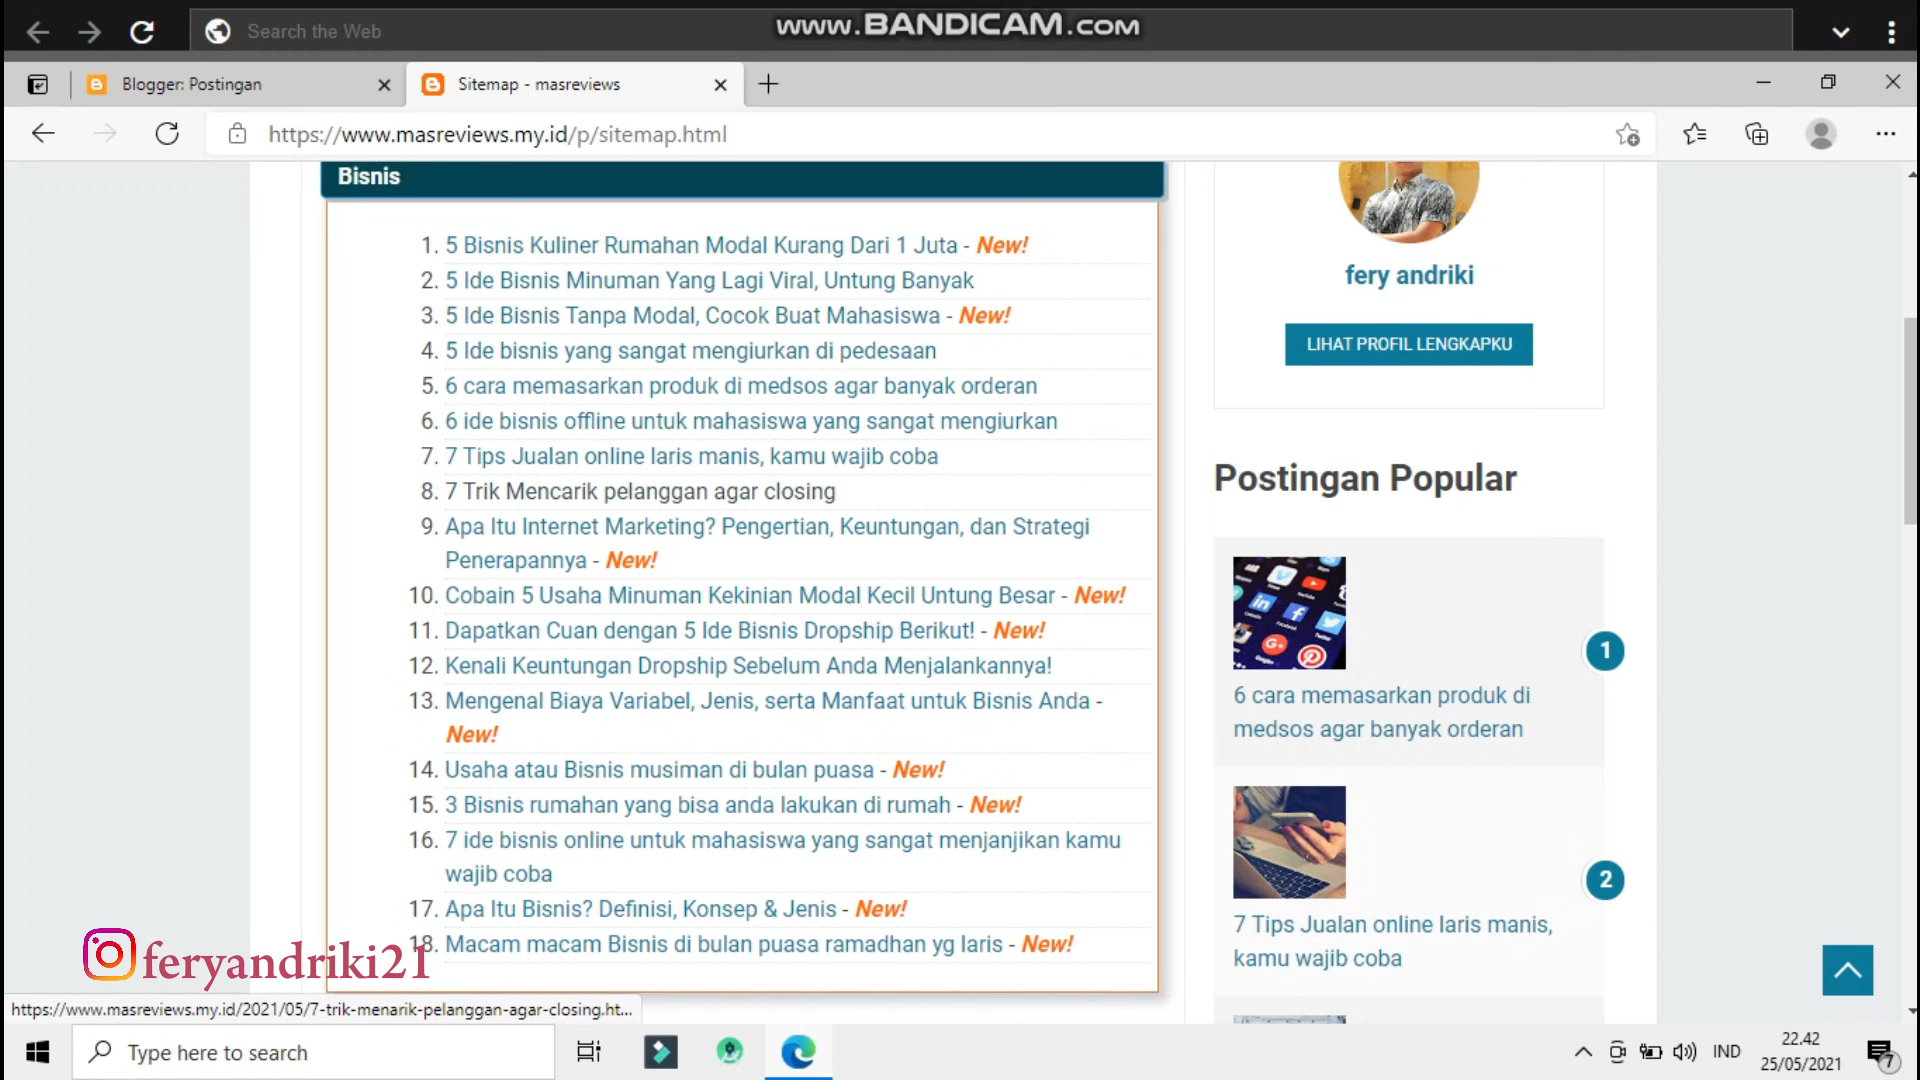 Search the Web
www.BANDICAM.COM
Blogger: Postingan
Sitemap - masreviews
https://www.masreviews.my.id/p/sitemap.html
Bisnis
1. 5 Bisnis Kuliner Rumahan Modal Kurang Dari 1 Juta - New!
2. 5 Ide Bisnis Minuman Yang Lagi Viral, Untung Banyak
3. 5 Ide Bisnis Tanpa Modal, Cocok Buat Mahasiswa - New!
4. 5 Ide bisnis yang sangat mengiurkan di pedesaan
5. 6 cara memasarkan produk di medsos agar banyak orderan
6. 6 ide bisnis offline untuk mahasiswa yang sangat mengiurkan
7. 7 Tips Jualan online laris manis, kamu wajib coba
8. 7 Trik Mencarik pelanggan agar closing
9. Apa Itu Internet Marketing? Pengertian, Keuntungan, dan Strategi
Penerapannya - New!
10. Cobain 5 Usaha Minuman Kekinian Modal Kecil Untung Besar - New!
11. Dapatkan Cuan dengan 5 Ide Bisnis Dropship Berikut! - New!
12. Kenali Keuntungan Dropship Sebelum Anda Menjalankannya!
13. Mengenal Biaya Variabel, Jenis, serta Manfaat untuk Bisnis Anda -
New!
14. Usaha atau Bisnis musiman di bulan puasa - New!
15. 3 Bisnis rumahan yang bisa anda lakukan di rumah - New!
16. 7 ide bisnis online untuk mahasiswa yang sangat menjanjikan kamu
wajib coba
17. Apa Itu Bisnis? Definisi, Konsep & Jenis - New!
18. Macam macam Bisnis di bulan puasa ramadhan yg laris - New!
feryandriki21
https://www.masreviews.my.id/2021/05/7-trik-menarik-pelanggan-agar-closing.ht...
fery andriki
LIHAT PROFIL LENGKAPKU
Postingan Popular
1
6 cara memasarkan produk di
medsos agar banyak orderan
2
7 Tips Jualan online laris manis,
kamu wajib coba
Type here to search
IND
22.42
25/05/2021
7